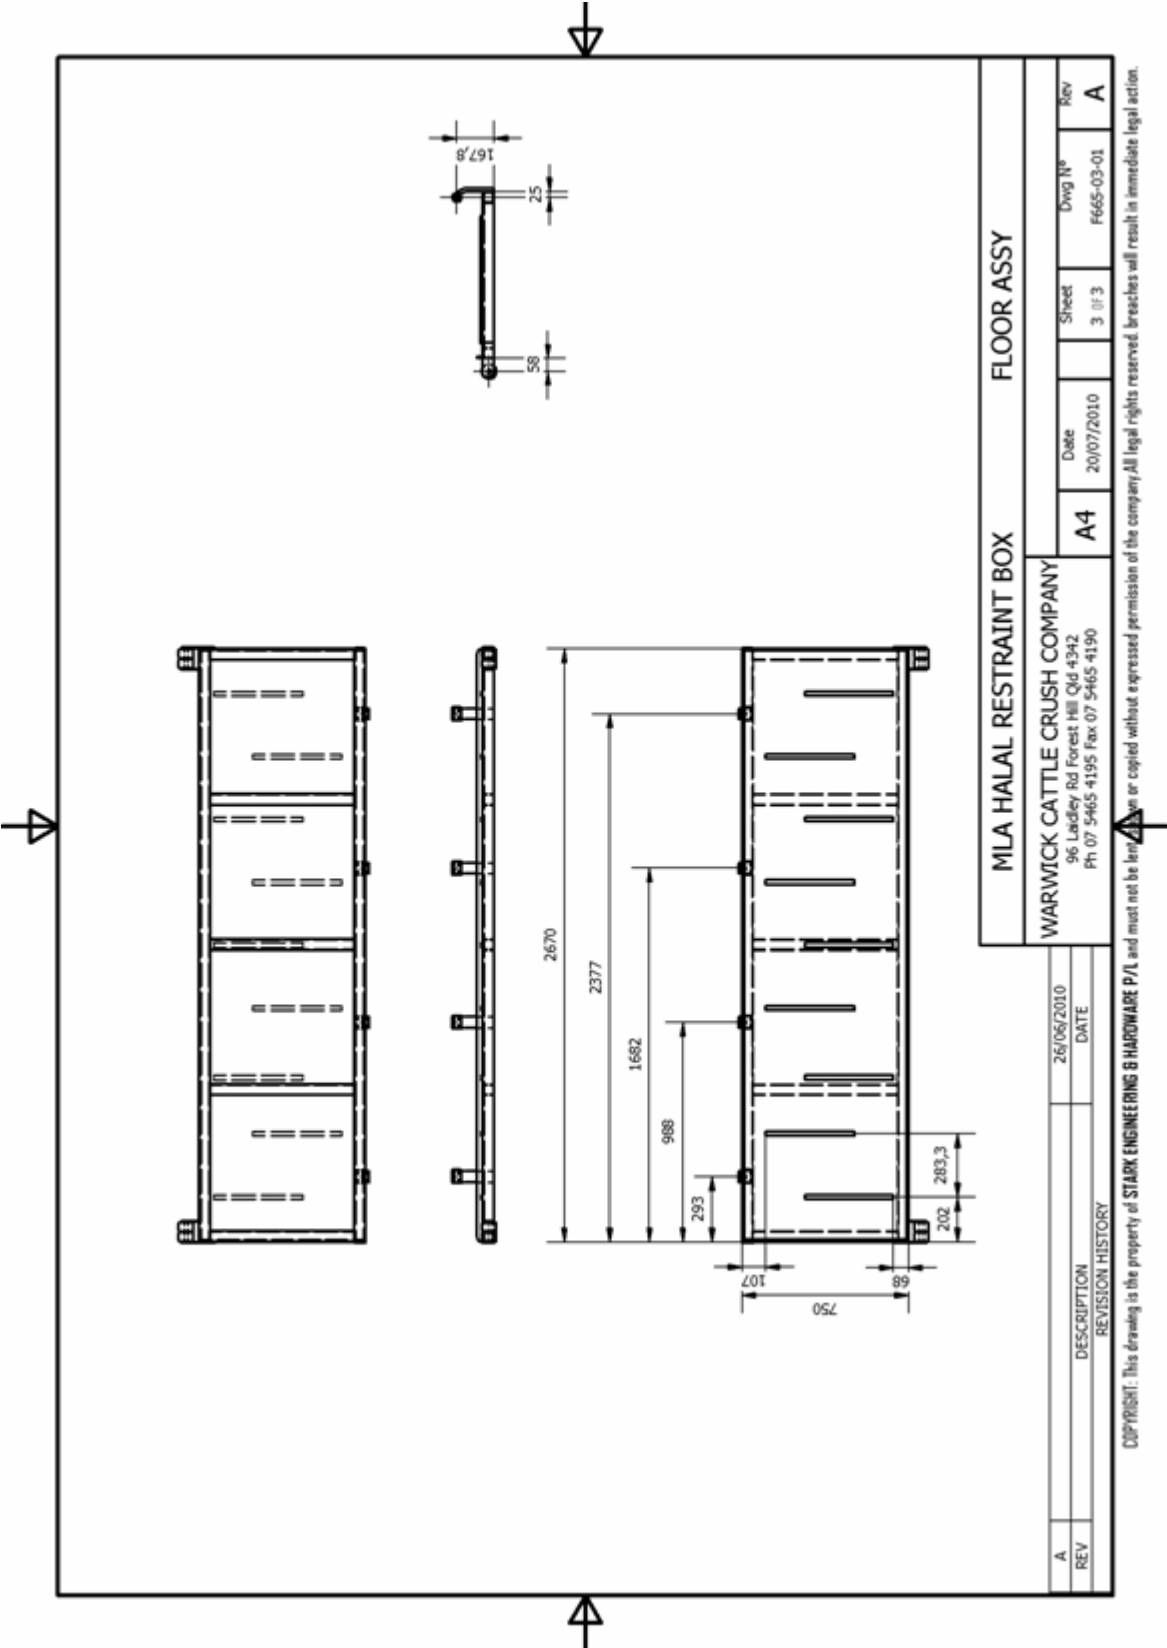 167,8
25
58
2670
2377
1682
988
293
283,3
202
107
68
750
MLA HALAL RESTRAINT BOX FLOOR ASSY
WARWICK CATTLE CRUSH COMPANY
96 Laidley Rd Forest Hill Qld 4342
Ph 07 5465 4195 Fax 07 5465 4190
A4
Date
20/07/2010
Sheet
3 OF 3
Dwg Nº
F665-03-01
Rev
A
A 26/06/2010
REV DESCRIPTION DATE
REVISION HISTORY
COPYRIGHT: This drawing is the property of STARK ENGINEERING & HARDWARE P/L and must not be lent or copied without expressed permission of the company.All legal rights reserved. breaches will result in immediate legal action.